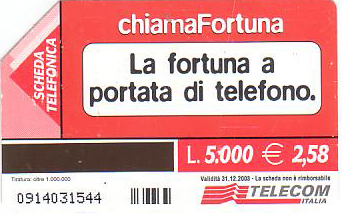 chiamaFortuna
SCHEDA
TELEFONICA
La fortuna a
portata di telefono.
L. 5.000 € 2,58
Tiratura: oltre 1.000.000
Validità 31.12.2003 - La scheda non è rimborsabile
0914031544
TELECOM
ITALIA